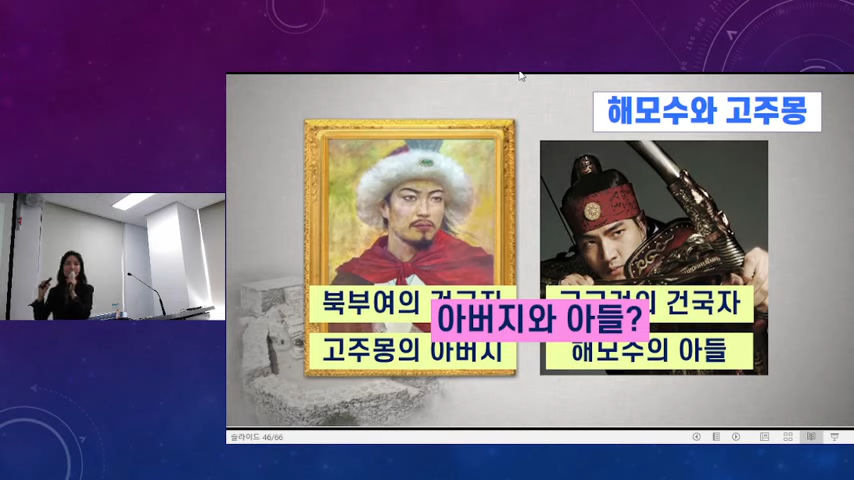 해모수와 고주몽
북부여의
건국자
아버지와 아들?
고주몽의 아버지
해모수의 아들
슬라이드 46/66